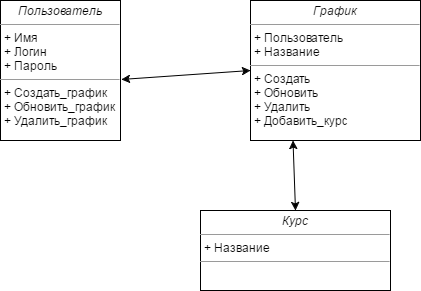 Пользователь
+ Имя
+ Логин
+ Пароль
+ Создать_график
+ Обновить_график
+ Удалить_график
График
+ Пользователь
+ Название
+ Создать
+ Обновить
+ Удалить
+ Добавить_курс
Курс
+ Название